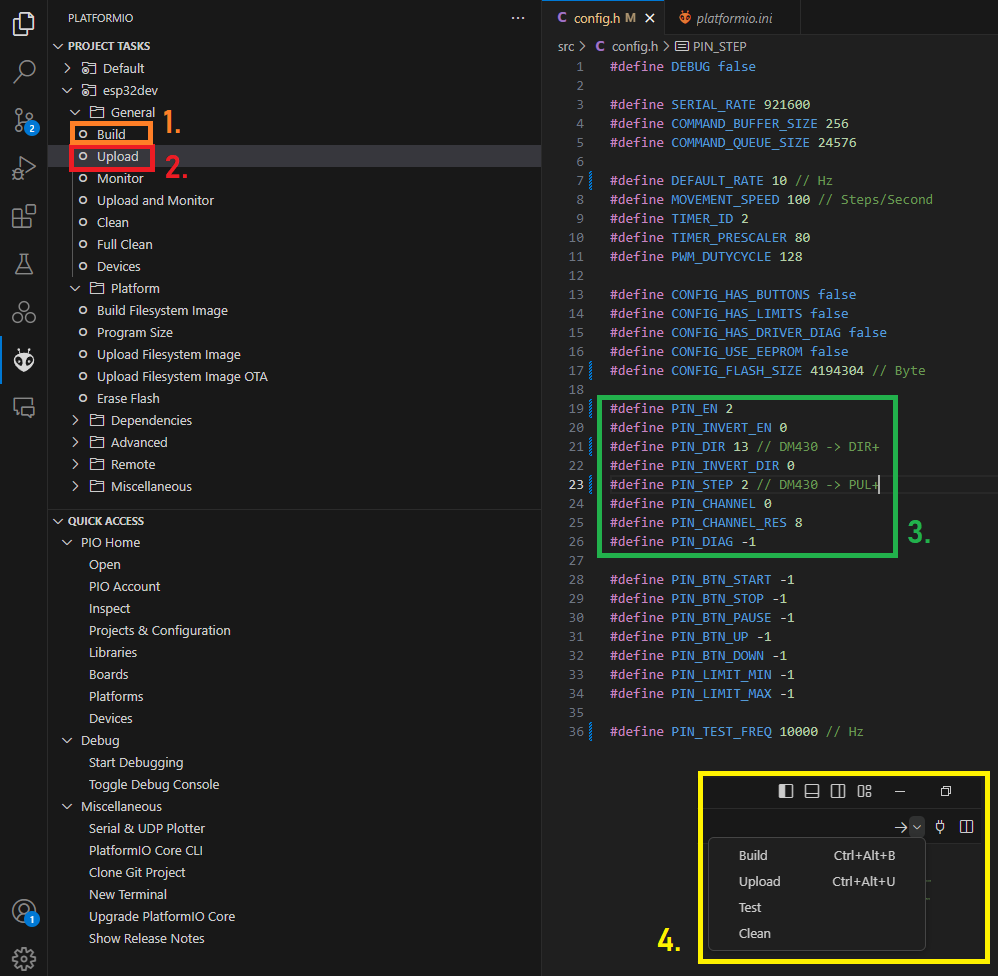 PLATFORMIO
PROJECT TASKS
Default
esp32dev
General
Build
1.
Upload
2.
Monitor
Upload and Monitor
Clean
Full Clean
Devices
Platform
Build Filesystem Image
Program Size
Upload Filesystem Image
Upload Filesystem Image OTA
Erase Flash
Dependencies
Advanced
Remote
Miscellaneous
QUICK ACCESS
PIO Home
Open
PIO Account
Inspect
Projects & Configuration
Libraries
Boards
Platforms
Devices
Debug
Start Debugging
Toggle Debug Console
Miscellaneous
Serial & UDP Plotter
PlatformIO Core CLI
Clone Git Project
New Terminal
Upgrade PlatformIO Core
Show Release Notes
2
1
C config.h M platformio.ini
src > C config.h > PIN_STEP
1 #define DEBUG false
2
3 #define SERIAL_RATE 921600
4 #define COMMAND_BUFFER_SIZE 256
5 #define COMMAND_QUEUE_SIZE 24576
6
7 #define DEFAULT_RATE 10 // Hz
8 #define MOVEMENT_SPEED 100 // Steps/Second
9 #define TIMER_ID 2
10 #define TIMER_PRESCALER 80
11 #define PWM_DUTYCYCLE 128
12
13 #define CONFIG_HAS_BUTTONS false
14 #define CONFIG_HAS_LIMITS false
15 #define CONFIG_HAS_DRIVER_DIAG false
16 #define CONFIG_USE_EEPROM false
17 #define CONFIG_FLASH_SIZE 4194304 // Byte
18
19 #define PIN_EN 2
20 #define PIN_INVERT_EN 0
21 #define PIN_DIR 13 // DM430 -> DIR+
22 #define PIN_INVERT_DIR 0
23 #define PIN_STEP 2 // DM430 -> PUL+
24 #define PIN_CHANNEL 0
25 #define PIN_CHANNEL_RES 8
26 #define PIN_DIAG -1
3.
27
28 #define PIN_BTN_START -1
29 #define PIN_BTN_STOP -1
30 #define PIN_BTN_PAUSE -1
31 #define PIN_BTN_UP -1
32 #define PIN_BTN_DOWN -1
33 #define PIN_LIMIT_MIN -1
34 #define PIN_LIMIT_MAX -1
35
36 #define PIN_TEST_FREQ 10000 // Hz
Build Ctrl+Alt+B
Upload Ctrl+Alt+U
Test
Clean
4.